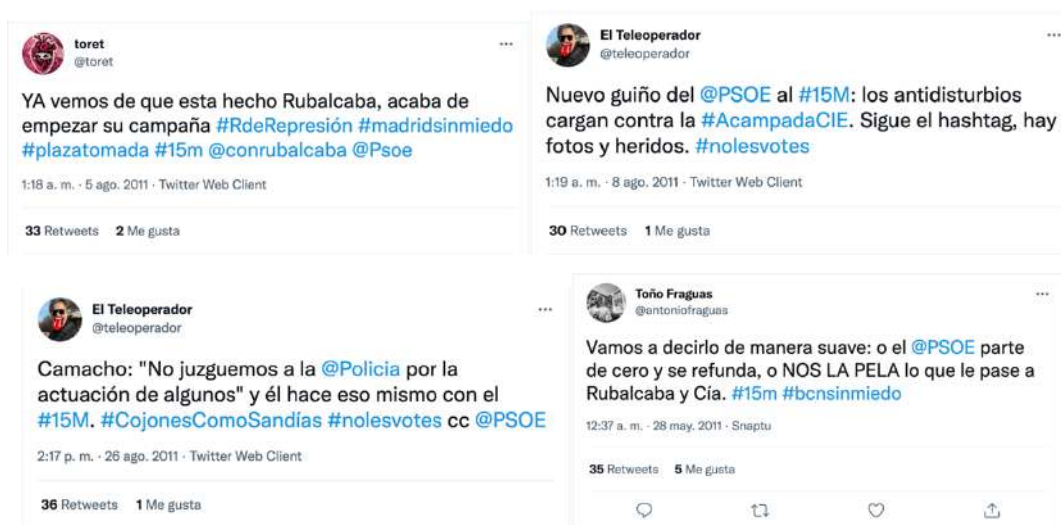 toret
@toret
YA vemos de que esta hecho Rubalcaba, acaba de
empezar su campaña #RdeRepresión #madridsinmiedo
#plazatomada #15m @conrubalcaba @Psoe
1:18 a. m. · 5 ago. 2011 · Twitter Web Client
33 Retweets 2 Me gusta
El Teleoperador
@teleoperador
Nuevo guiño del @PSOE al #15M: los antidisturbios
cargan contra la #AcampadaCIE. Sigue el hashtag, hay
fotos y heridos. #nolesvotes
1:19 a. m. · 8 ago. 2011 · Twitter Web Client
30 Retweets 1 Me gusta
El Teleoperador
@teleoperador
Camacho: "No juzguemos a la @Policia por la
actuación de algunos" y él hace eso mismo con el
#15M. #CojonesComoSandías #nolesvotes cc @PSOE
2:17 p. m. · 26 ago. 2011 · Twitter Web Client
36 Retweets 1 Me gusta
Toño Fraguas
@antoniofraguas
Vamos a decirlo de manera suave: o el @PSOE parte
de cero y se refunda, o NOS LA PELA lo que le pase a
Rubalcaba y Cía. #15m #bcnsinmiedo
12:37 a. m. · 28 may. 2011 · Snaptu
35 Retweets 5 Me gusta